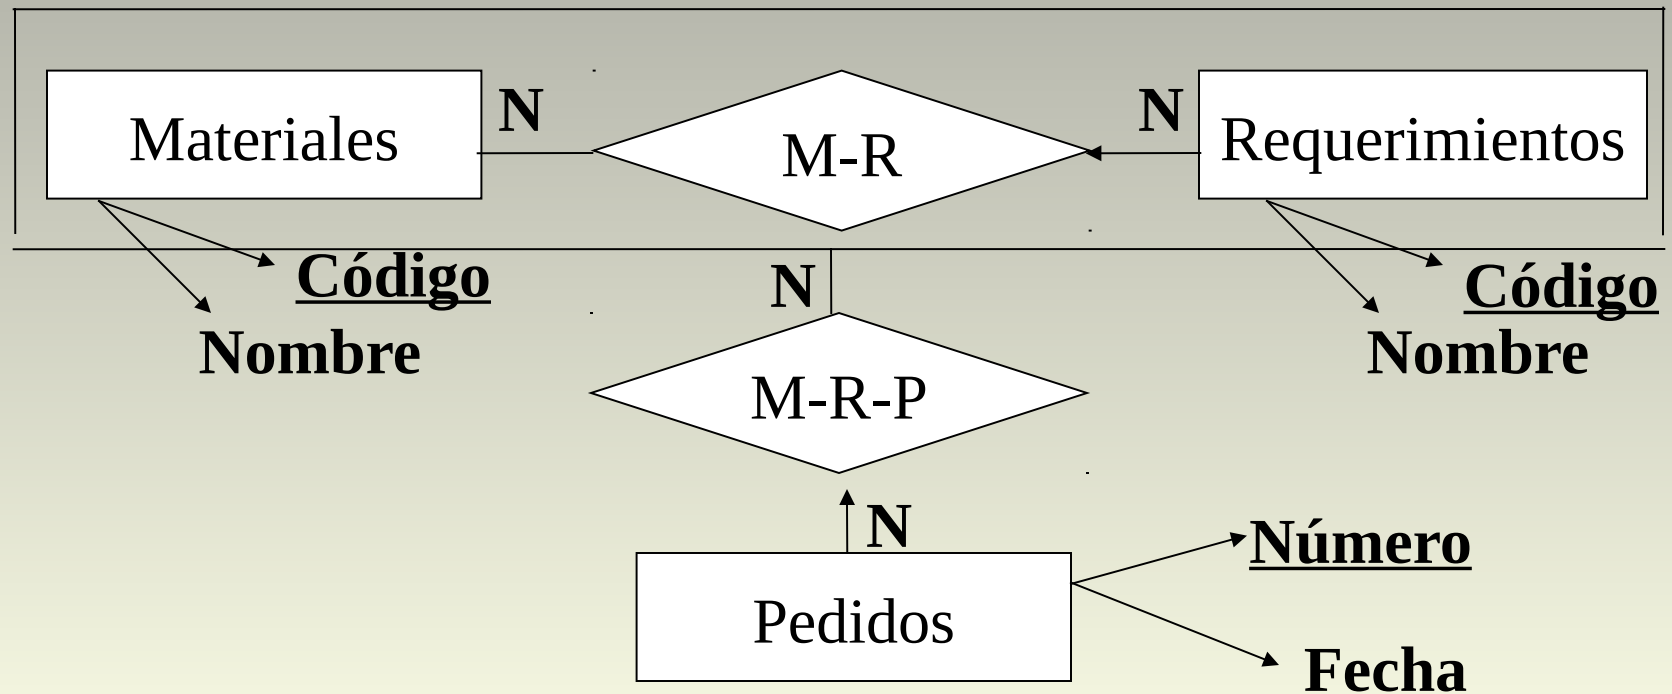 Materiales
N
M-R
N
Requerimientos
Código
Nombre
N
Código
Nombre
M-R-P
N
Pedidos
Número
Fecha